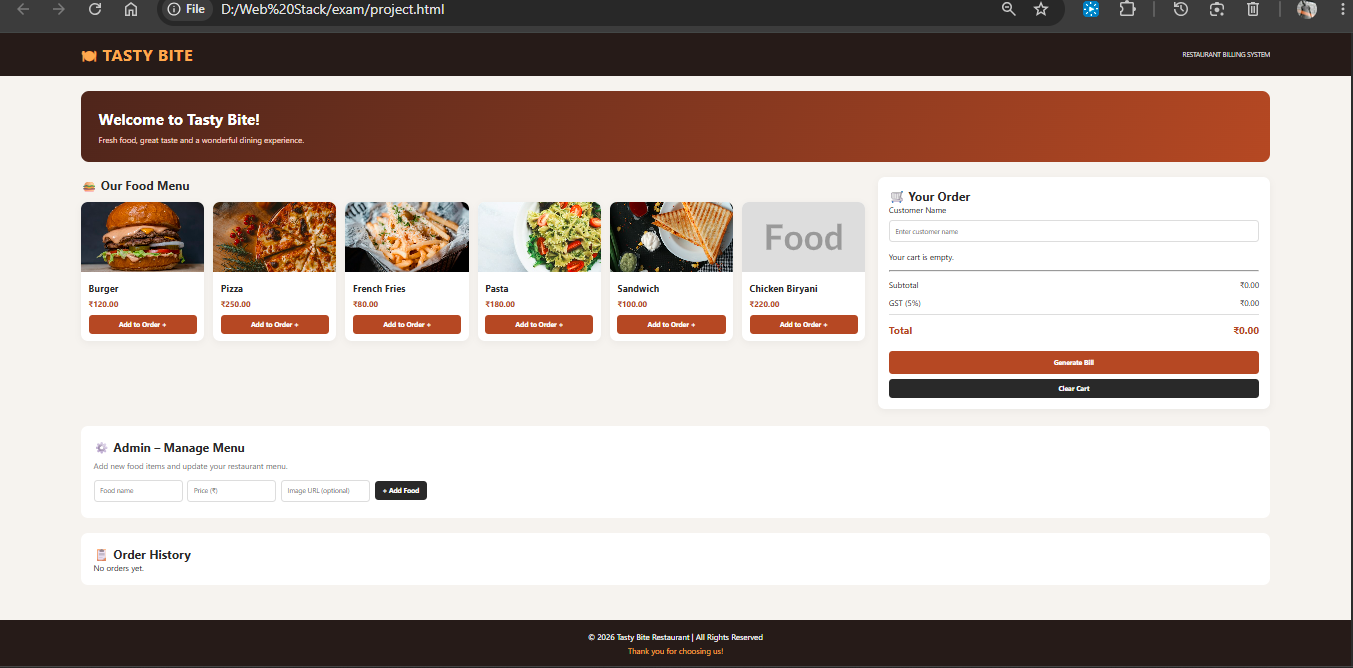 File D:/Web%20Stack/exam/project.html
TASTY BITE
RESTAURANT BILLING SYSTEM
Welcome to Tasty Bite!
Fresh food, great taste and a wonderful dining experience.
Our Food Menu
Food
Burger
₹120.00
Add to Order +
Pizza
₹250.00
Add to Order +
French Fries
₹80.00
Add to Order +
Pasta
₹180.00
Add to Order +
Sandwich
₹100.00
Add to Order +
Chicken Biryani
₹220.00
Add to Order +
Your Order
Customer Name
Enter customer name
Your cart is empty.
Subtotal ₹0.00
GST (5%) ₹0.00
Total ₹0.00
Generate Bill
Clear Cart
Admin – Manage Menu
Add new food items and update your restaurant menu.
Food name Price (₹) Image URL (optional) + Add Food
Order History
No orders yet.
© 2026 Tasty Bite Restaurant | All Rights Reserved
Thank you for choosing us!